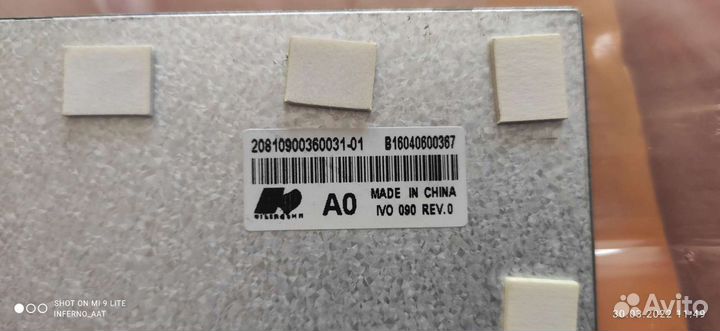 20810900360031-01 B16040600367
A0
MADE IN CHINA
IVO 090 REV.0
SHOT ON MI 9 LITE
INFERNO_AAT
Avito
30-03-2022 11:49